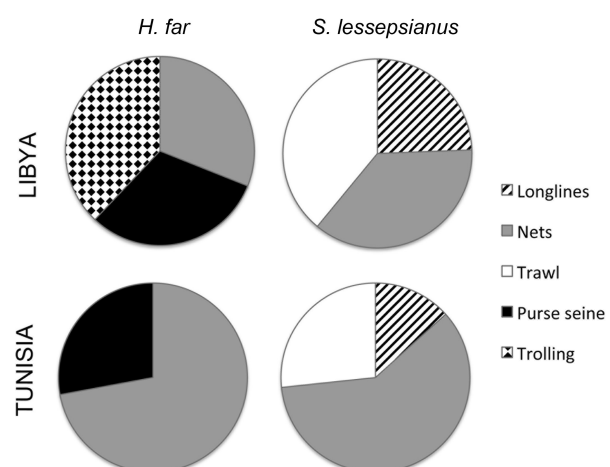 H. far
S. lessepsianus
LIBYA
TUNISIA
Longlines
Nets
Trawl
Purse seine
Trolling